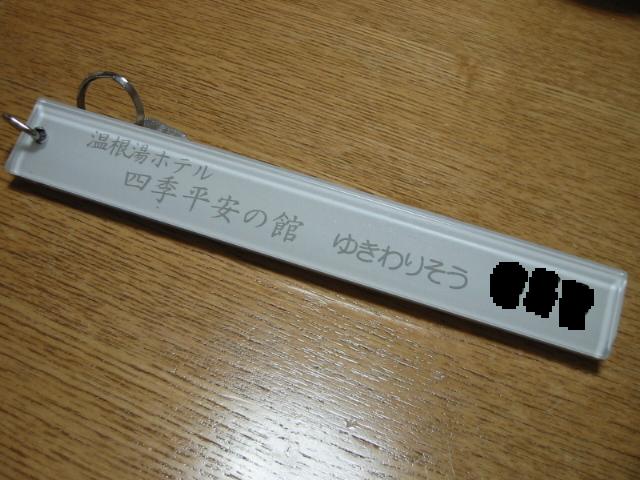 温根湯ホテル
四季平安の館 ゆきわりそう